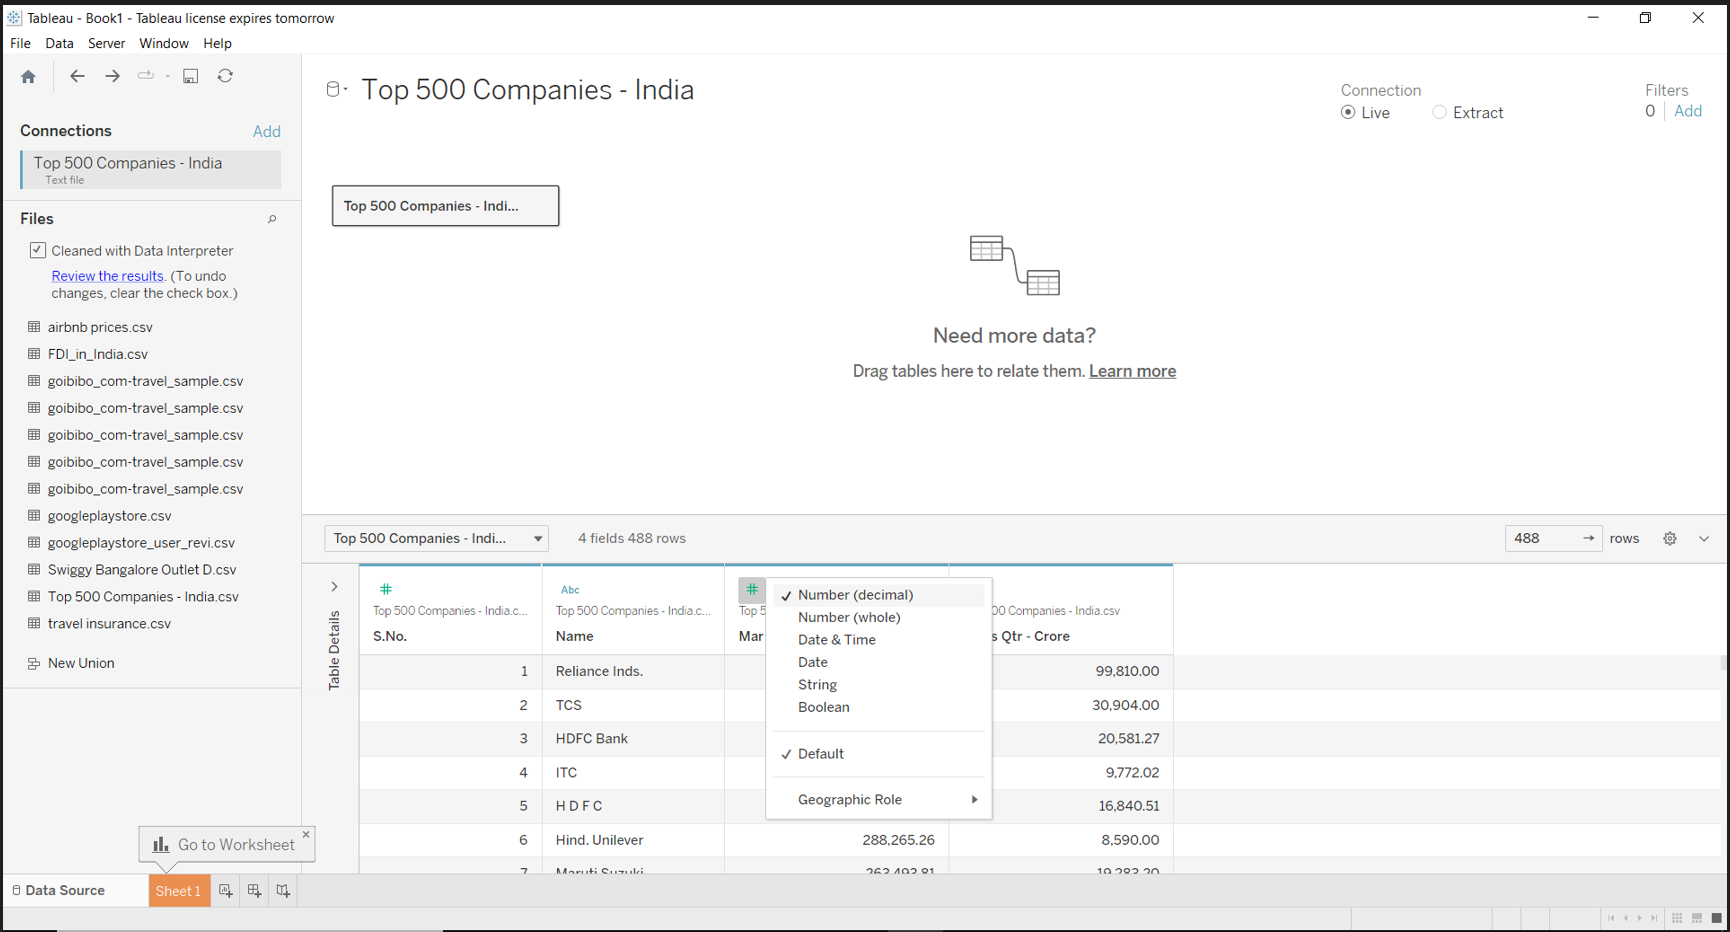 Tableau - Book1 - Tableau license expires tomorrow
File Data Server Window Help
Connections Add
Top 500 Companies - India
Text file
Files
Cleaned with Data Interpreter
Review the results. (To undo
changes, clear the check box.)
airbnb prices.csv
FDI_in_India.csv
goibibo_com-travel_sample.csv
goibibo_com-travel_sample.csv
goibibo_com-travel_sample.csv
goibibo_com-travel_sample.csv
goibibo_com-travel_sample.csv
googleplaystore.csv
googleplaystore_user_revi.csv
Swiggy Bangalore Outlet D.csv
Top 500 Companies - India.csv
travel insurance.csv
New Union
Top 500 Companies - India
Connection
Live Extract
Filters
0 Add
Top 500 Companies - Indi...
Need more data?
Drag tables here to relate them. Learn more
Top 500 Companies - Indi... 4 fields 488 rows 488 rows
Table Details
# Abc #
Top 500 Companies - India.c... Top 500 Companies - India.c... Top 5 00 Companies - India.csv
S.No. Name Mar s Qtr - Crore
1 Reliance Inds. 99,810.00
2 TCS 30,904.00
3 HDFC Bank 20,581.27
4 ITC 9,772.02
5 H D F C 16,840.51
6 Hind. Unilever 288,265.26 8,590.00
7 Maruti Suzuki 263,493.81 19,283.20
Number (decimal)
Number (whole)
Date & Time
Date
String
Boolean
Default
Geographic Role
Go to Worksheet
Data Source Sheet 1